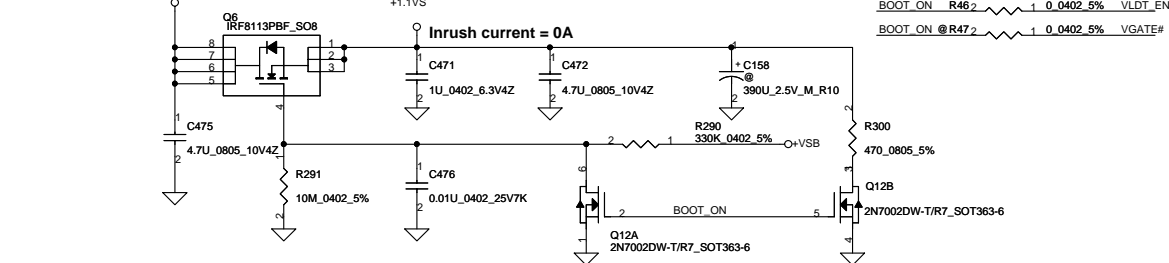 +1.1VS
BOOT_ON R46 2 1 0_0402_5% VLDT_EN
BOOT_ON @ R47 2 1 0_0402_5% VGATE#
Q6
IRF8113PBF_SO8
Inrush current = 0A
8 1
7 2
6 3
5
4
1
C471
1U_0402_6.3V4Z
2
1
C472
4.7U_0805_10V4Z
2
1
+ C158
@
390U_2.5V_M_R10
2
1
C475
4.7U_0805_10V4Z
2
2
R300
470_0805_5%
R290
330K_0402_5%
2 1 +VSB
1
R291
10M_0402_5%
2
1
C476
0.01U_0402_25V7K
2
6
2 BOOT_ON 5
1
Q12A
2N7002DW-T/R7_SOT363-6
1
3
Q12B
2N7002DW-T/R7_SOT363-6
4